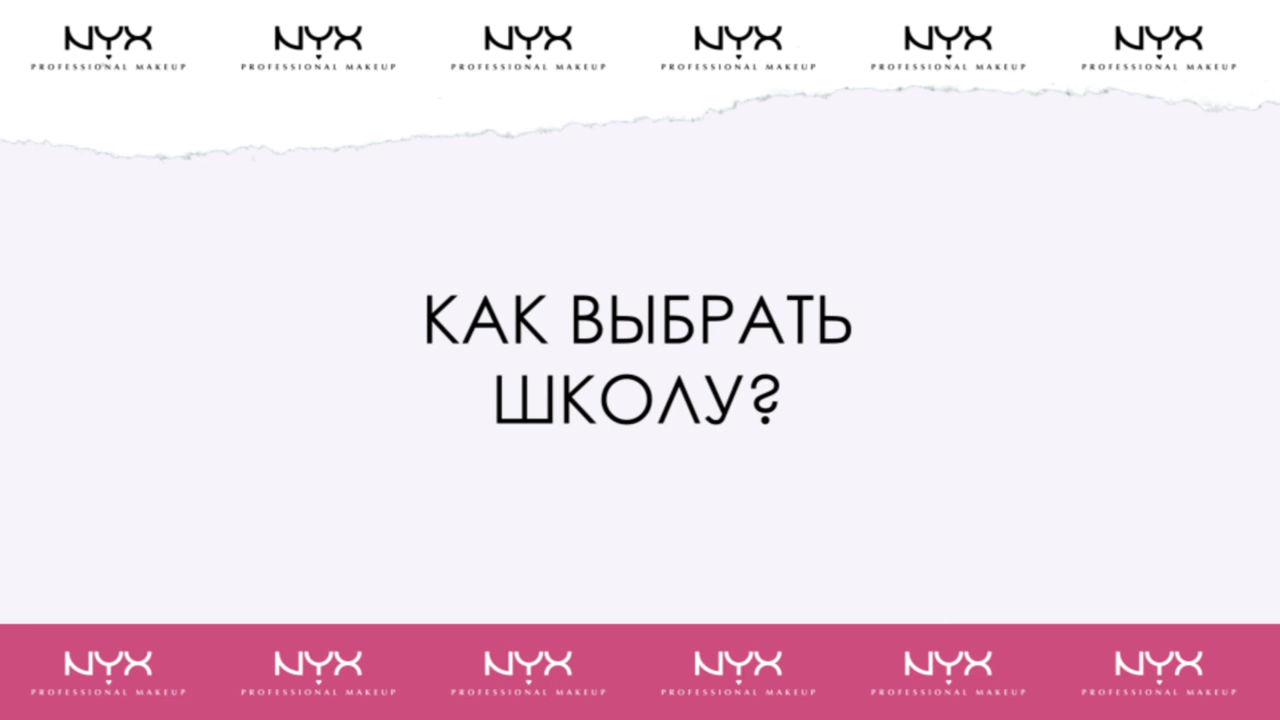 NYX NYX NYX NYX NYX NYX
PROFESSIONAL MAKEUP PROFESSIONAL MAKEUP PROFESSIONAL MAKEUP PROFESSIONAL MAKEUP PROFESSIONAL MAKEUP PROFESSIONAL MAKEUP
КАК ВЫБРАТЬ
ШКОЛУ?
NYX NYX NYX NYX NYX NYX
PROFESSIONAL MAKEUP PROFESSIONAL MAKEUP PROFESSIONAL MAKEUP PROFESSIONAL MAKEUP PROFESSIONAL MAKEUP PROFESSIONAL MAKEUP